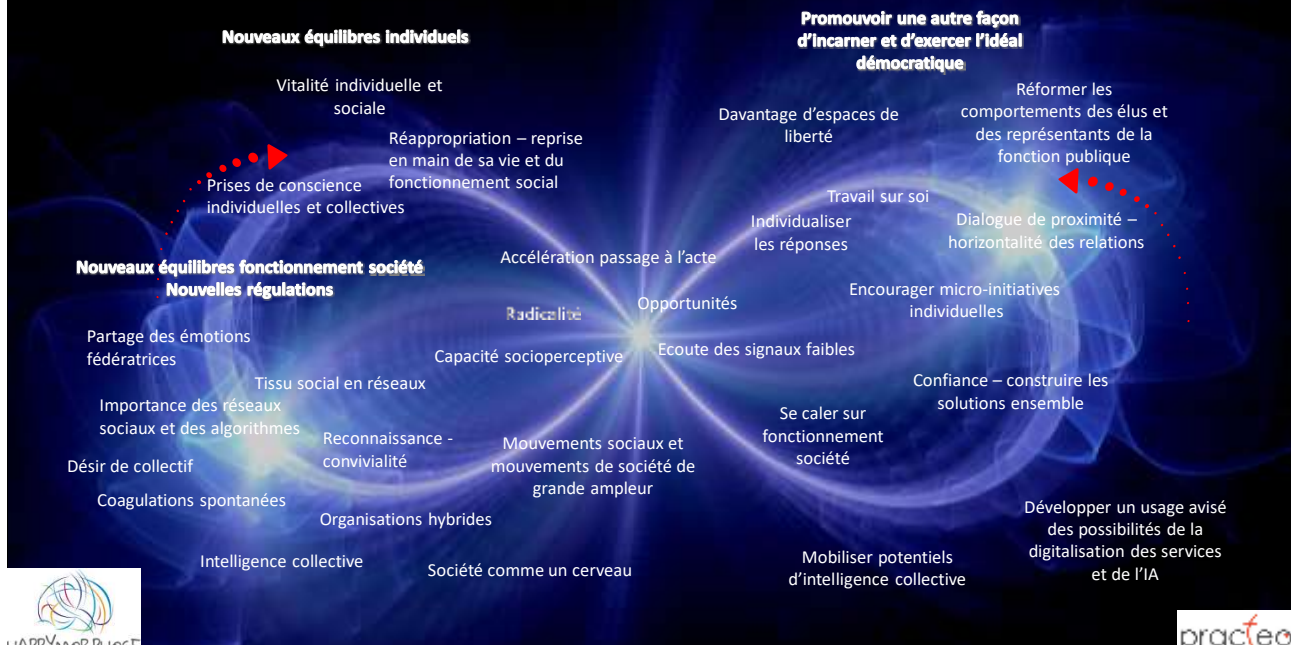 Nouveaux équilibres individuels
Vitalité individuelle et
sociale
Réappropriation – reprise
en main de sa vie et du
fonctionnement social
Prises de conscience
individuelles et collectives
Nouveaux équilibres fonctionnement société
Nouvelles régulations
Accélération passage à l'acte
Radicalité
Partage des émotions
fédératrices
Capacité socioperceptive
Tissu social en réseaux
Importance des réseaux
sociaux et des algorithmes
Reconnaissance -
convivialité
Mouvements sociaux et
mouvements de société de
grande ampleur
Désir de collectif
Coagulations spontanées
Organisations hybrides
Intelligence collective
Société comme un cerveau
Promouvoir une autre façon
d'incarner et d'exercer l'idéal
démocratique
Davantage d'espaces de
liberté
Réformer les
comportements des élus et
des représentants de la
fonction publique
Travail sur soi
Individualiser
les réponses
Dialogue de proximité –
horizontalité des relations
Opportunités
Encourager micro-initiatives
individuelles
Ecoute des signaux faibles
Confiance – construire les
solutions ensemble
Se caler sur
fonctionnement
société
Développer un usage avisé
des possibilités de la
digitalisation des services
et de l'IA
Mobiliser potentiels
d'intelligence collective
practeo